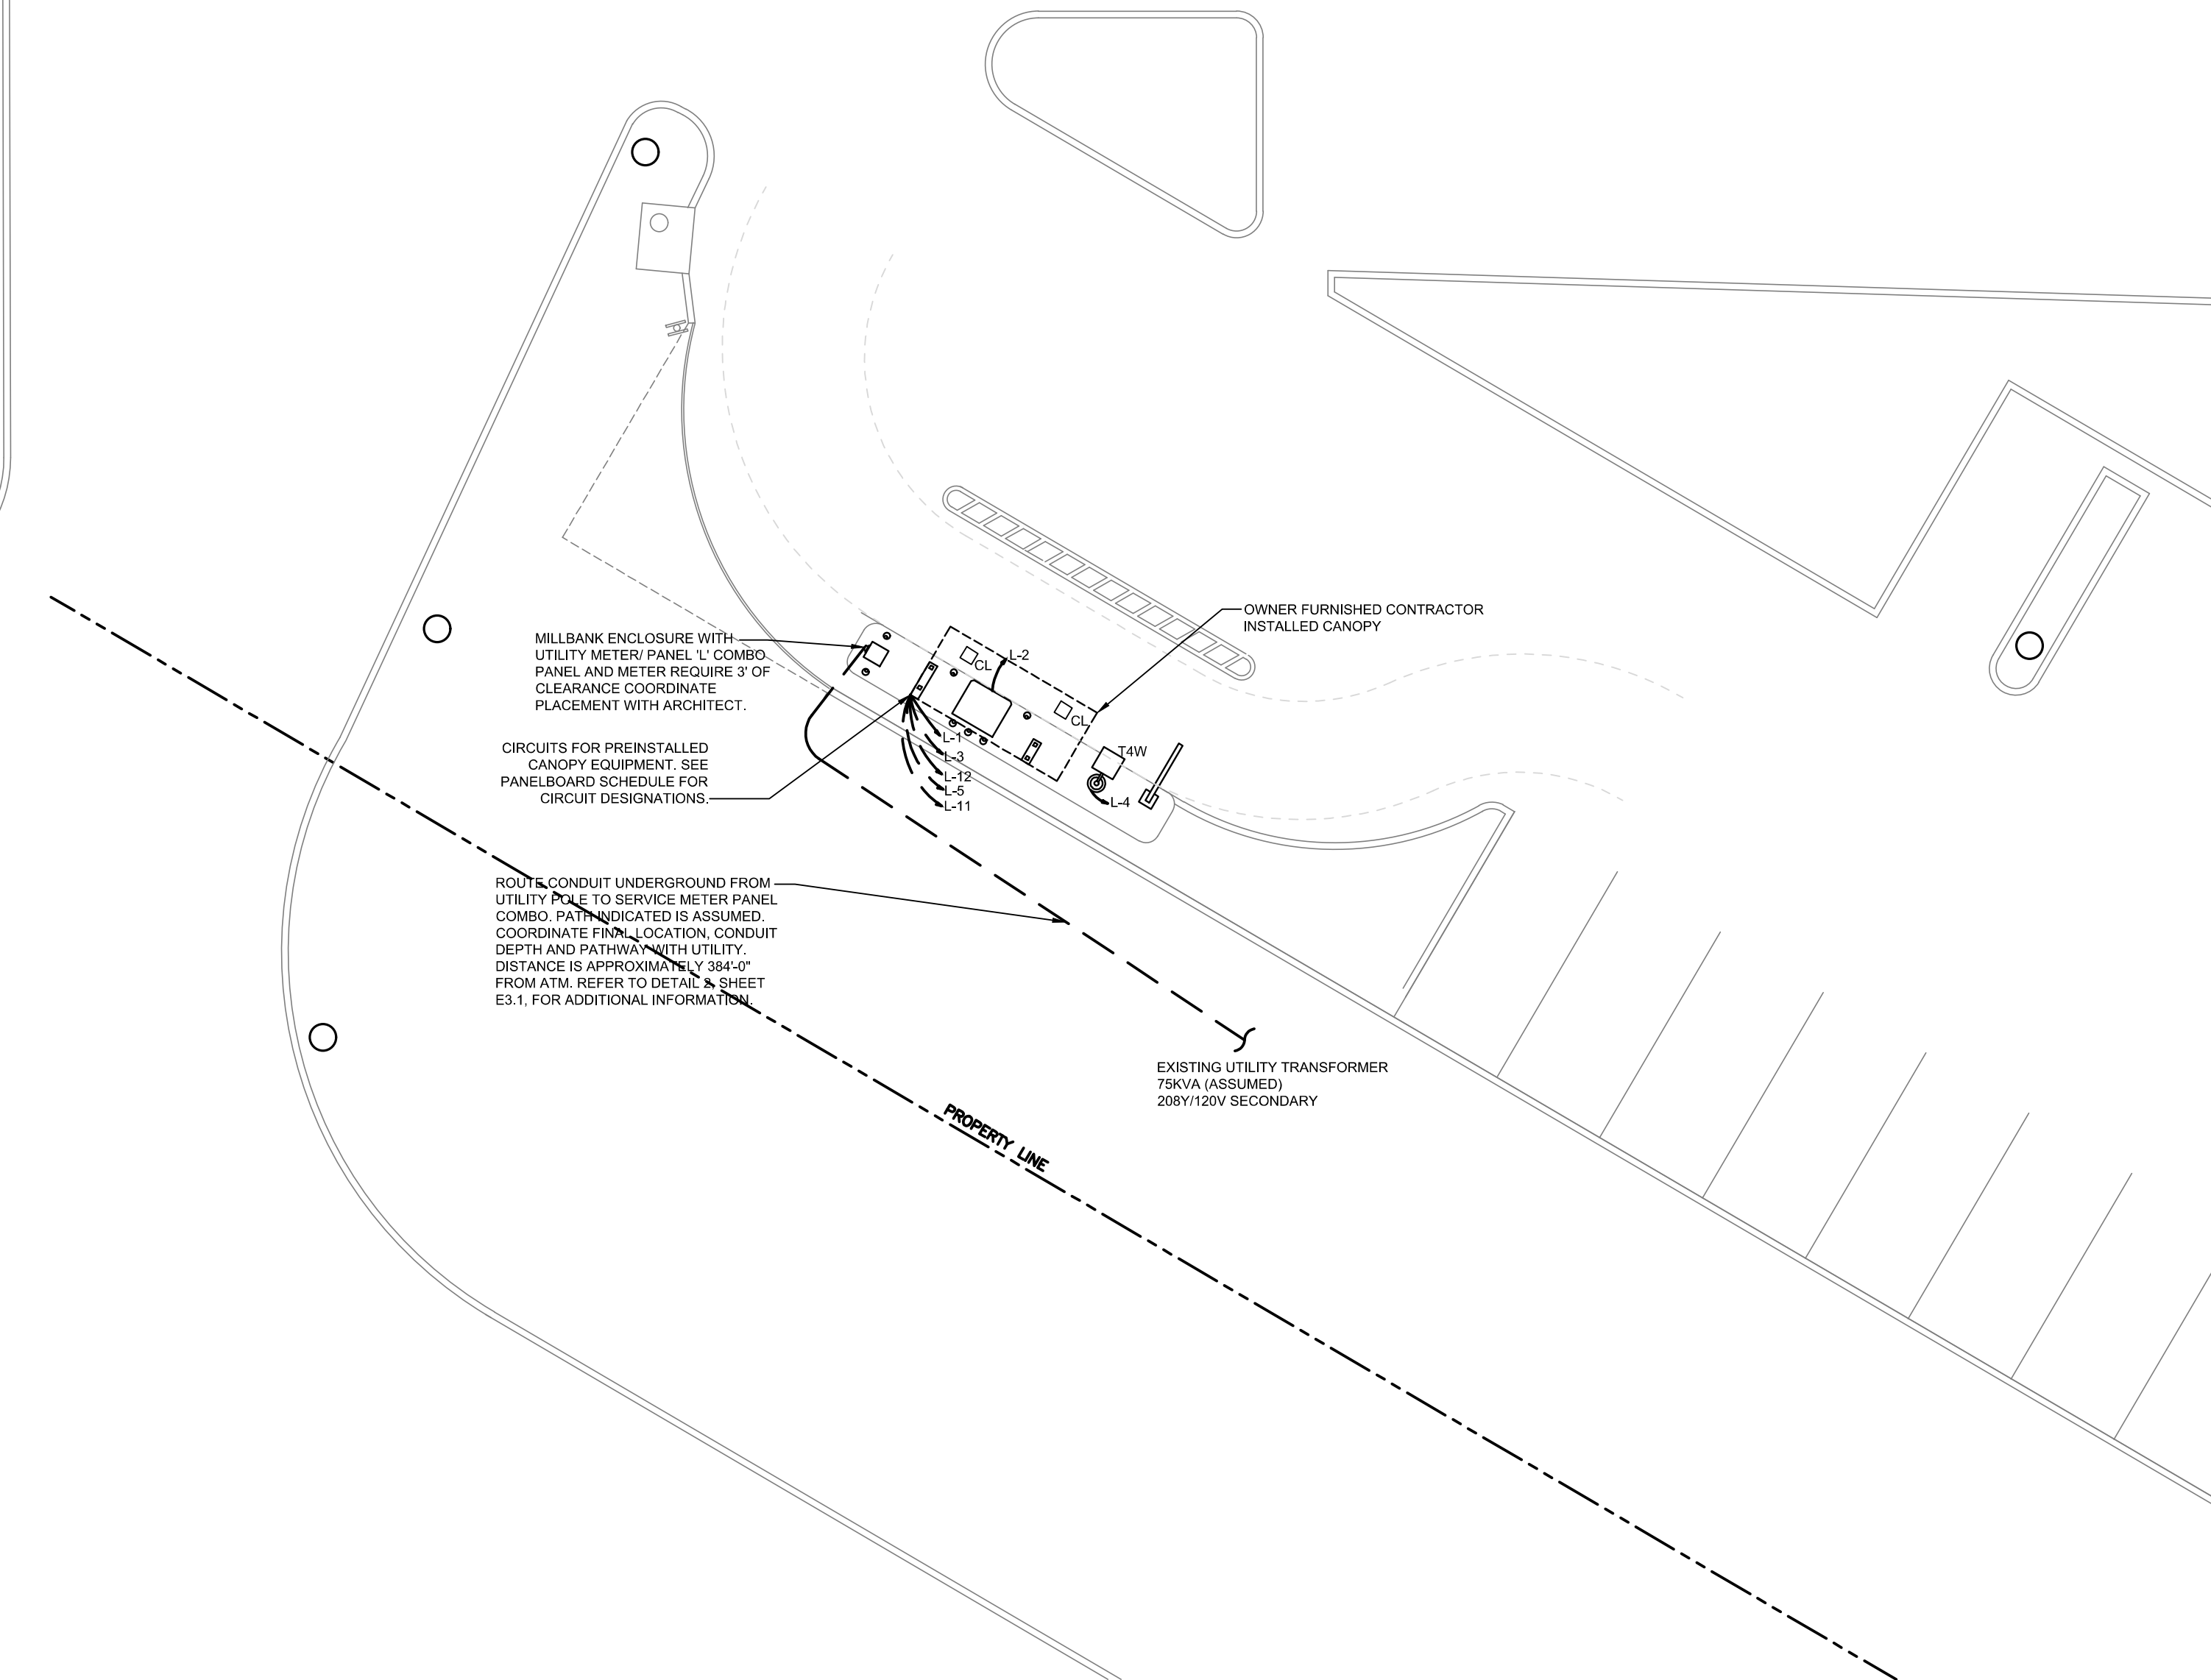 OWNER FURNISHED CONTRACTOR
INSTALLED CANOPY
MILLBANK ENCLOSURE WITH
UTILITY METER/ PANEL 'L' COMBO
PANEL AND METER REQUIRE 3' OF
CLEARANCE COORDINATE
PLACEMENT WITH ARCHITECT.
CL
L-2
CL
L-1
L-3
L-12
L-5
L-11
T4W
L-4
CIRCUITS FOR PREINSTALLED
CANOPY EQUIPMENT. SEE
PANELBOARD SCHEDULE FOR
CIRCUIT DESIGNATIONS.
ROUTE CONDUIT UNDERGROUND FROM
UTILITY POLE TO SERVICE METER PANEL
COMBO. PATH INDICATED IS ASSUMED.
COORDINATE FINAL LOCATION, CONDUIT
DEPTH AND PATHWAY WITH UTILITY.
DISTANCE IS APPROXIMATELY 384'-0"
FROM ATM. REFER TO DETAIL 2, SHEET
E3.1, FOR ADDITIONAL INFORMATION.
EXISTING UTILITY TRANSFORMER
75KVA (ASSUMED)
208Y/120V SECONDARY
PROPERTY LINE